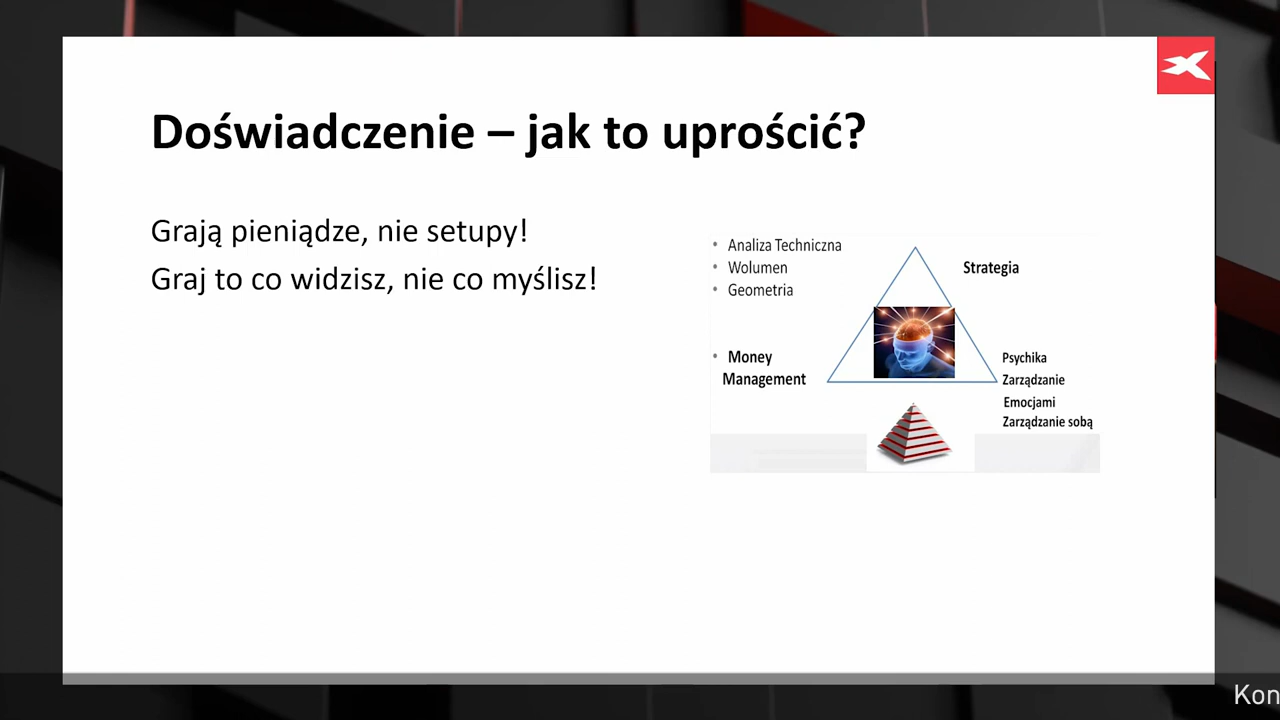 Doświadczenie – jak to uprościć?
Grają pieniądze, nie setupy!
Graj to co widzisz, nie co myślisz!
• Analiza Techniczna
• Wolumen
• Geometria
Strategia
• Money
Management
Psychika
Zarządzanie
Emocjami
Zarządzanie sobą
Kon